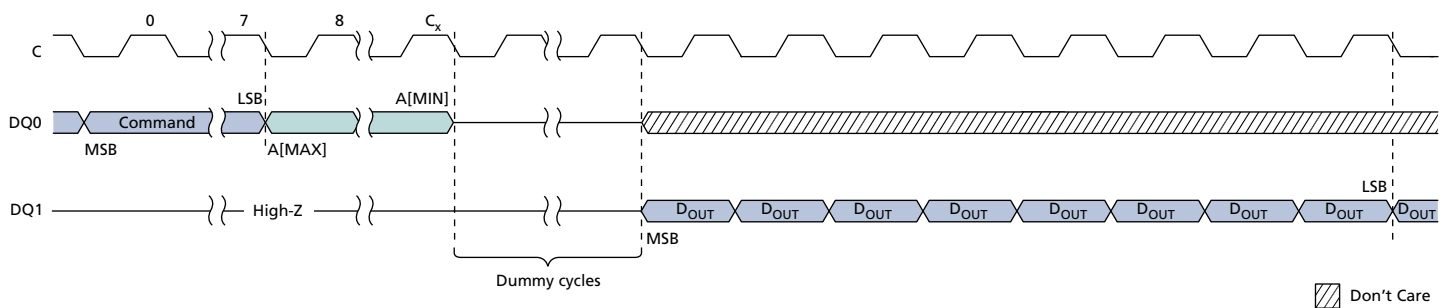 0 7 8 Cx
C
LSB A[MIN]
DQ0 Command
MSB A[MAX]
LSB
DQ1 High-Z DOUT DOUT DOUT DOUT DOUT DOUT DOUT DOUT DOUT
MSB
Dummy cycles
Don't Care